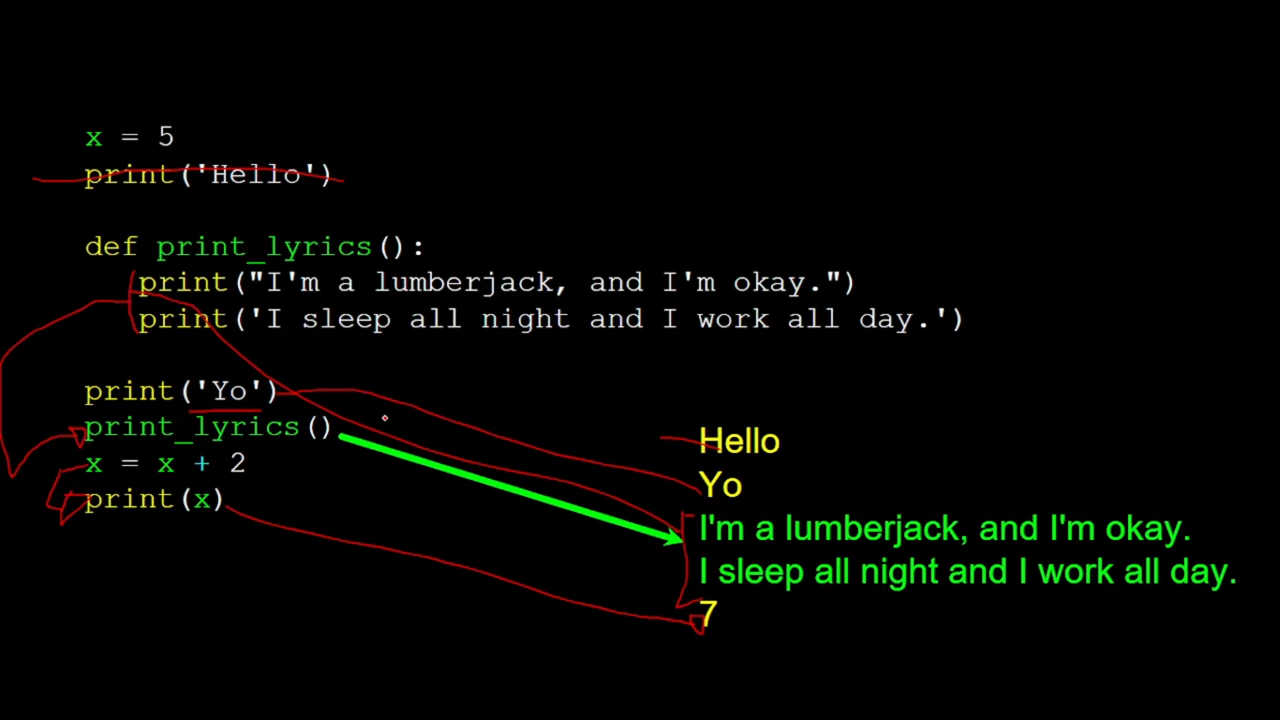 x = 5
print('Hello')
def print_lyrics():
print("I'm a lumberjack, and I'm okay.")
print('I sleep all night and I work all day.')
print('Yo')
print_lyrics()
x = x + 2
print(x)
Hello
Yo
I'm a lumberjack, and I'm okay.
I sleep all night and I work all day.
7